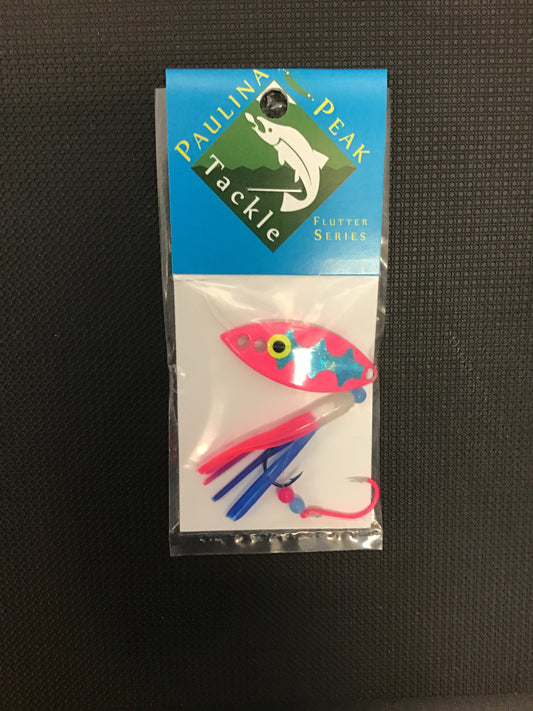 PAULINA PEAK
Tackle
FLUTTER
SERIES